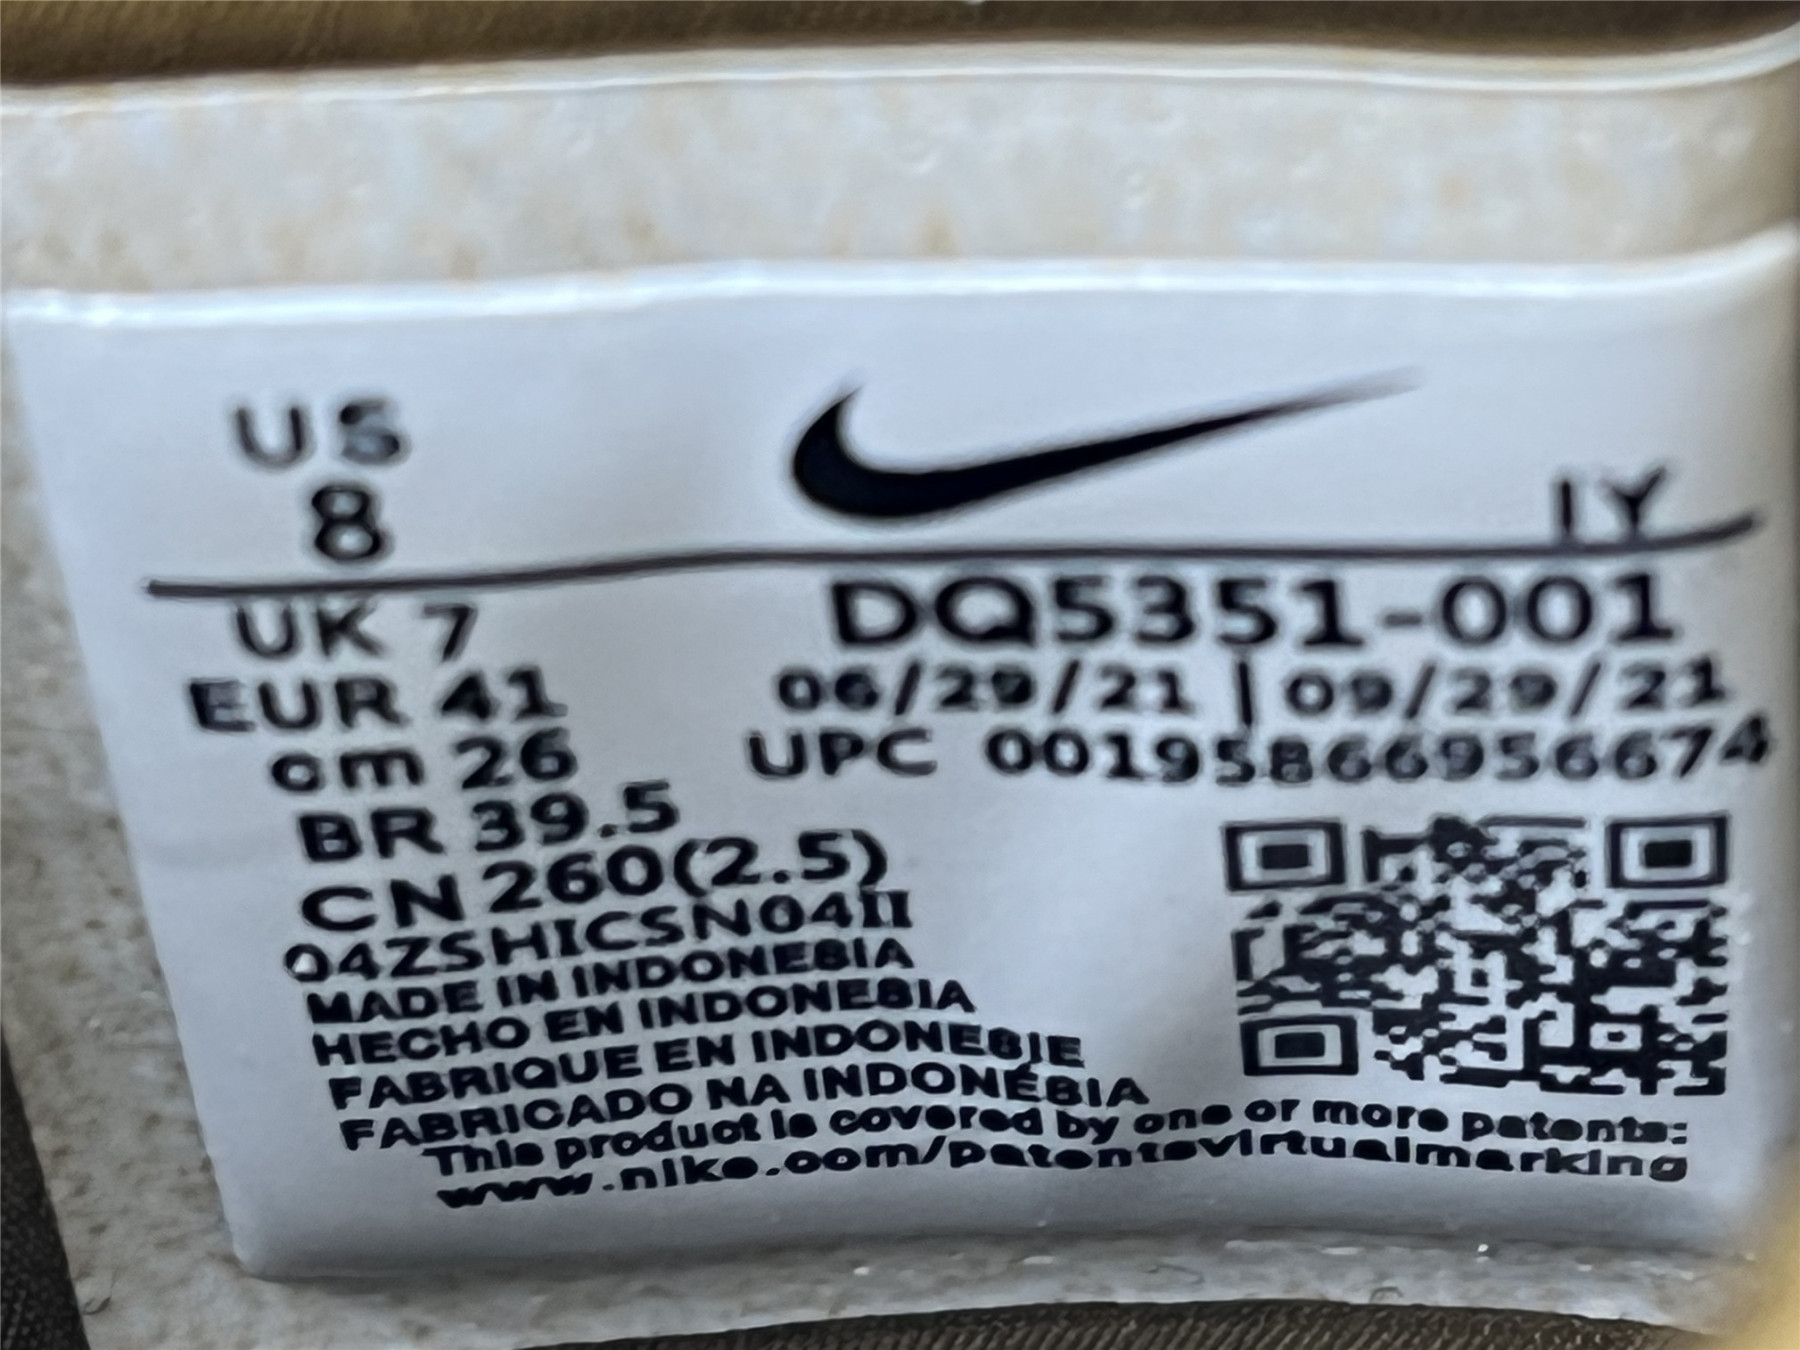 US
8
IY
UK 7
EUR 41
cm 26
BR 39.5
CN 260(2.5)
DQ5351-001
06/29/21 | 09/29/21
UPC 00195866956674
04ZSHICSN04II
MADE IN INDONESIA
HECHO EN INDONESIA
FABRIQUE EN INDONESIE
FABRICADO NA INDONÉSIA
This product is covered by one or more patents:
www.nike.com/patentsvirtualmarking